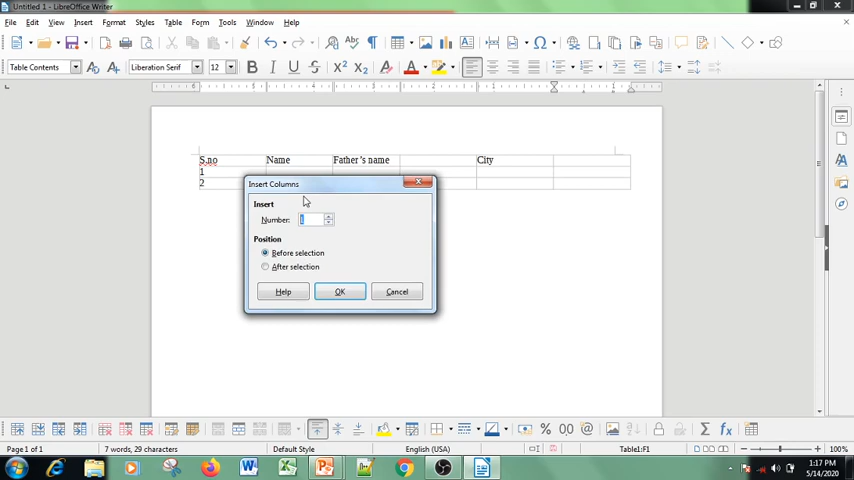 Untitled 1 - LibreOffice Writer
File Edit View Insert Format Styles Table Form Tools Window Help
Table Contents Liberation Serif 12
S.no Name Father's name City
1
2
Insert Columns
Insert
Number: 1
Position
Before selection
After selection
Help OK Cancel
Page 1 of 1 7 words, 29 characters Default Style English (USA) Table1:F1 100%
1:17 PM
5/14/2020